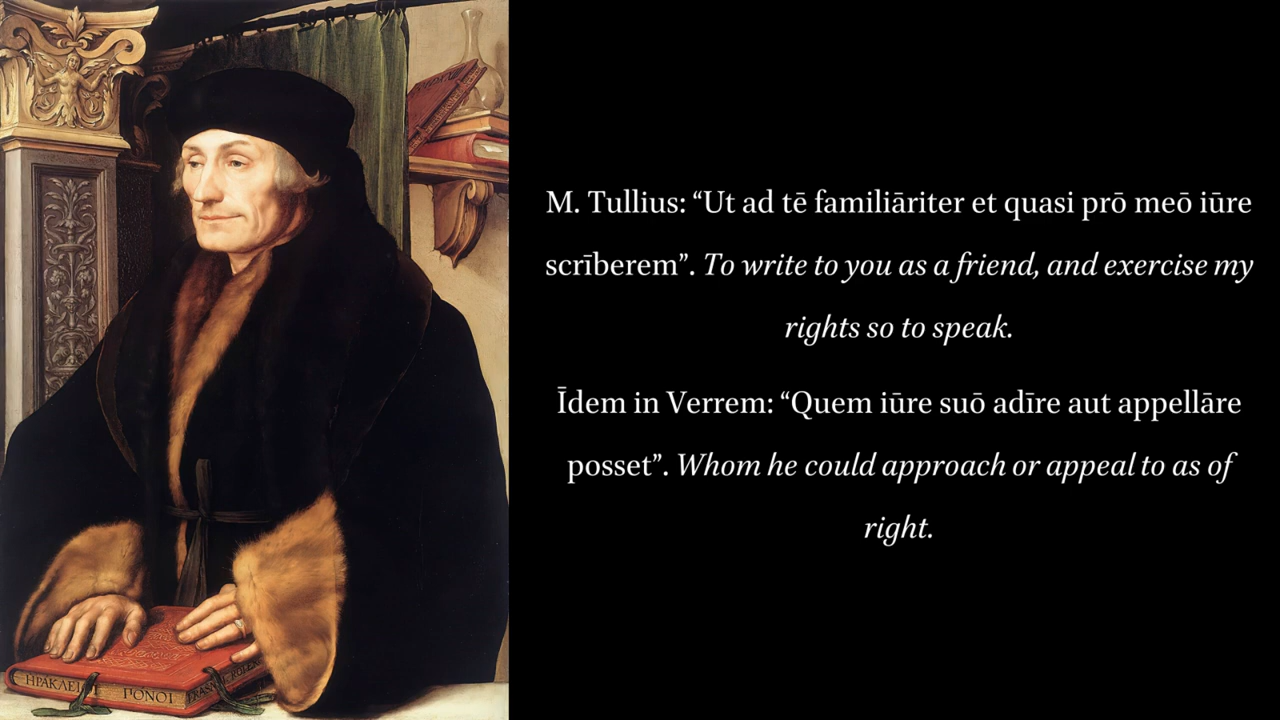 M. Tullius: “Ut ad tē familiāriter et quasi prō meō iūre
scrīberem”. To write to you as a friend, and exercise my
rights so to speak.
Īdem in Verrem: “Quem iūre suō adīre aut appellāre
posset”. Whom he could approach or appeal to as of
right.
ΗΡΑΚΛΕΙ
ΠΟΝΟΙ